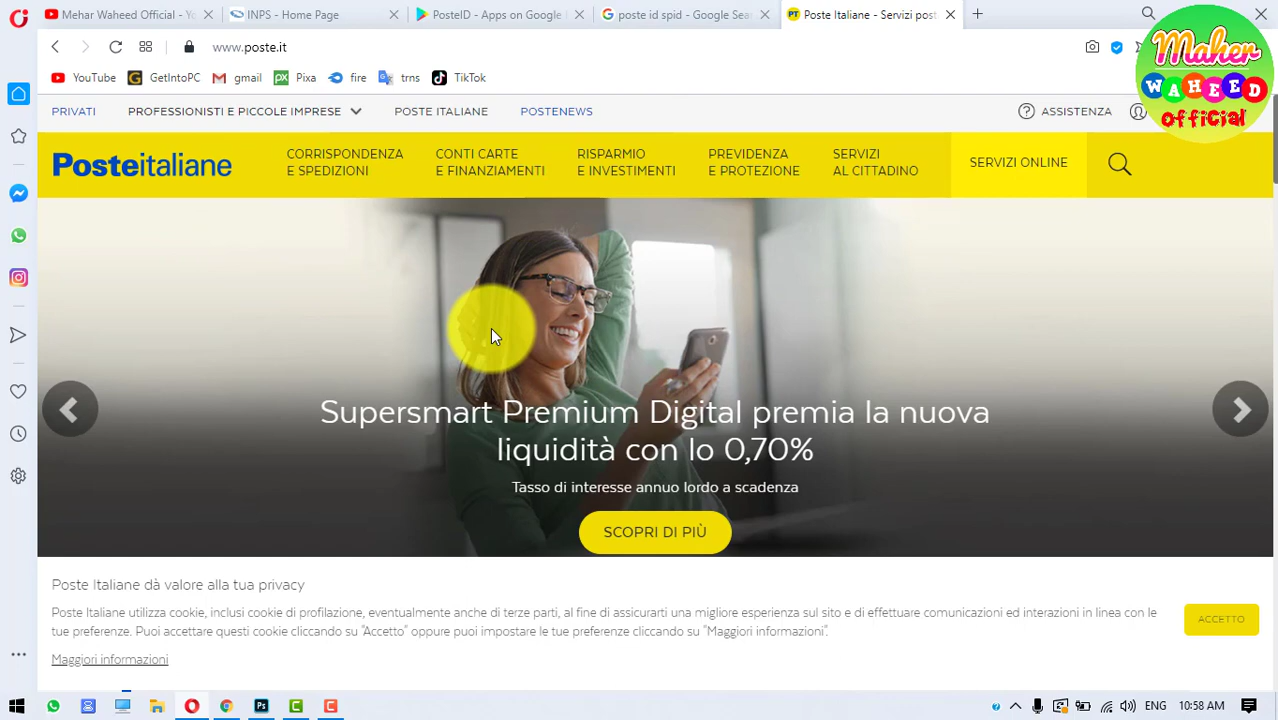 Maher Waheed Italiano - Yo
INPS - Home Page
PosteID - Apps on Google
poste id spid - Google Sea
Poste Italiane - Servizi post
www.poste.it
YouTube
GetIntoPC
gmail
Pixa
fire
trns
TikTok
Maher
WAHEED
official
PRIVATI
PROFESSIONISTI E PICCOLE IMPRESE
POSTE ITALIANE
POSTENEWS
ASSISTENZA
Posteitaliane
CORRISPONDENZA
E SPEDIZIONI
CONTI CARTE
E FINANZIAMENTI
RISPARMIO
E INVESTIMENTI
PREVIDENZA
E PROTEZIONE
SERVIZI
AL CITTADINO
SERVIZI ONLINE
Supersmart Premium Digital premia la nuova
liquidità con lo 0,70%
Tasso di interesse annuo lordo a scadenza
SCOPRI DI PIÙ
Poste Italiane dà valore alla tua privacy
Poste Italiane utilizza cookie, inclusi cookie di profilazione, eventualmente anche di terze parti, al fine di assicurarti una migliore esperienza sul sito e di effettuare comunicazioni ed interazioni in linea con le
tue preferenze. Puoi accettare questi cookie cliccando su "Accetto" oppure puoi impostare le tue preferenze cliccando su "Maggiori informazioni".
ACCETTO
Maggiori informazioni
ENG
10:58 AM